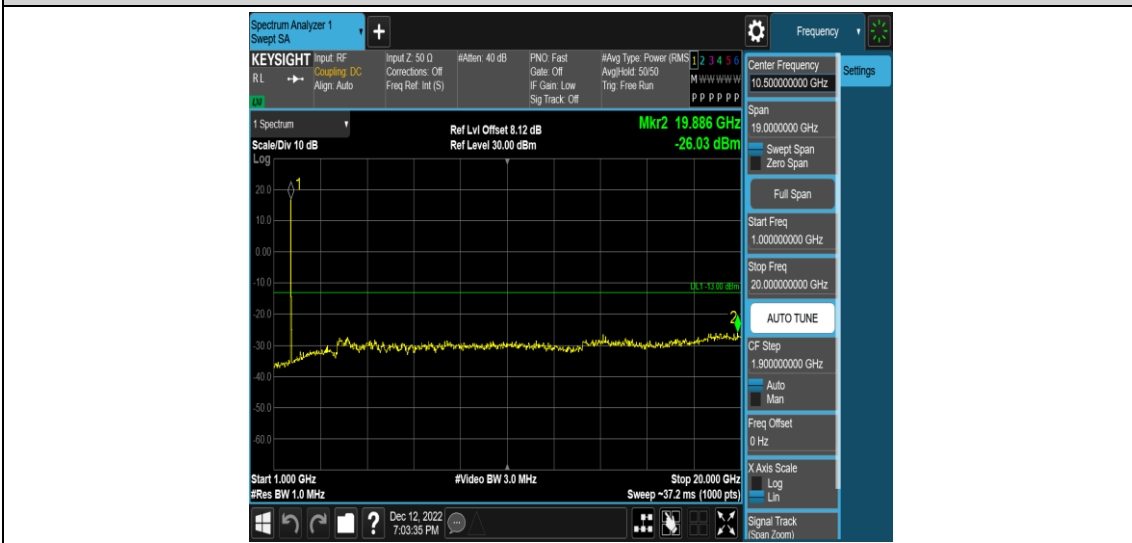 Spectrum Analyzer 1
Swept SA
+
Frequency
KEYSIGHT
RL
Input: RF
Coupling: DC
Align: Auto
Input Z: 50 Ω
Corrections: Off
Freq Ref: Int (S)
#Atten: 40 dB
PNO: Fast
Gate: Off
IF Gain: Low
Sig Track: Off
#Avg Type: Power (RMS
Avg|Hold: 50/50
Trig: Free Run
1 2 3 4 5 6
M W W W W W
P P P P P P
1 Spectrum
Scale/Div 10 dB
Log
Ref Lvl Offset 8.12 dB
Ref Level 30.00 dBm
Mkr2 19.886 GHz
-26.03 dBm
1
20.0
10.0
0.00
-10.0
DL1 -13.00 dBm
-20.0
2
-30.0
-40.0
-50.0
-60.0
Start 1.000 GHz
#Res BW 1.0 MHz
#Video BW 3.0 MHz
Stop 20.000 GHz
Sweep ~37.2 ms (1000 pts)
?
Dec 12, 2022
7:03:35 PM
Center Frequency
10.500000000 GHz
Settings
Span
19.0000000 GHz
Swept Span
Zero Span
Full Span
Start Freq
1.000000000 GHz
Stop Freq
20.000000000 GHz
AUTO TUNE
CF Step
1.900000000 GHz
Auto
Man
Freq Offset
0 Hz
X Axis Scale
Log
Lin
Signal Track
(Span Zoom)